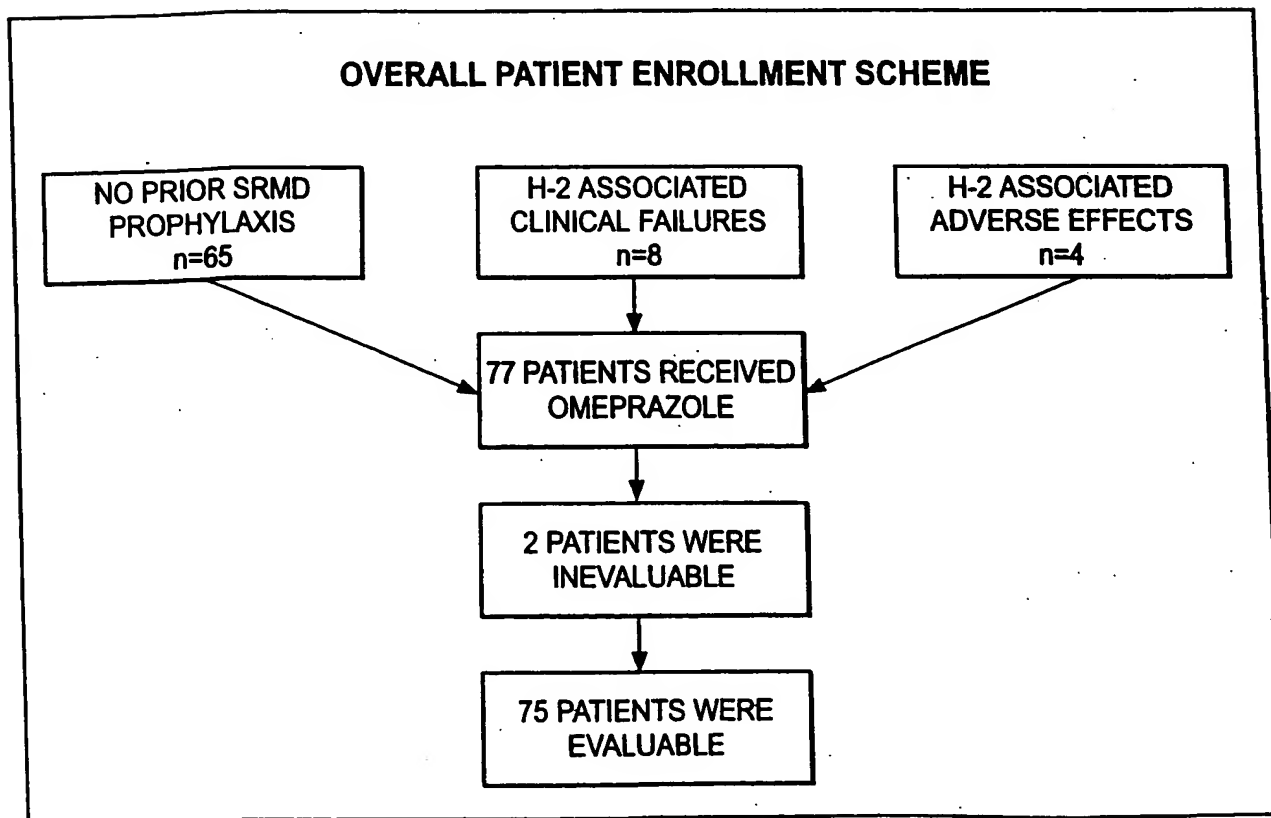 OVERALL PATIENT ENROLLMENT SCHEME
NO PRIOR SRMD
PROPHYLAXIS
n=65
H-2 ASSOCIATED
CLINICAL FAILURES
n=8
H-2 ASSOCIATED
ADVERSE EFFECTS
n=4
77 PATIENTS RECEIVED
OMEPRAZOLE
2 PATIENTS WERE
INEVALUABLE
75 PATIENTS WERE
EVALUABLE